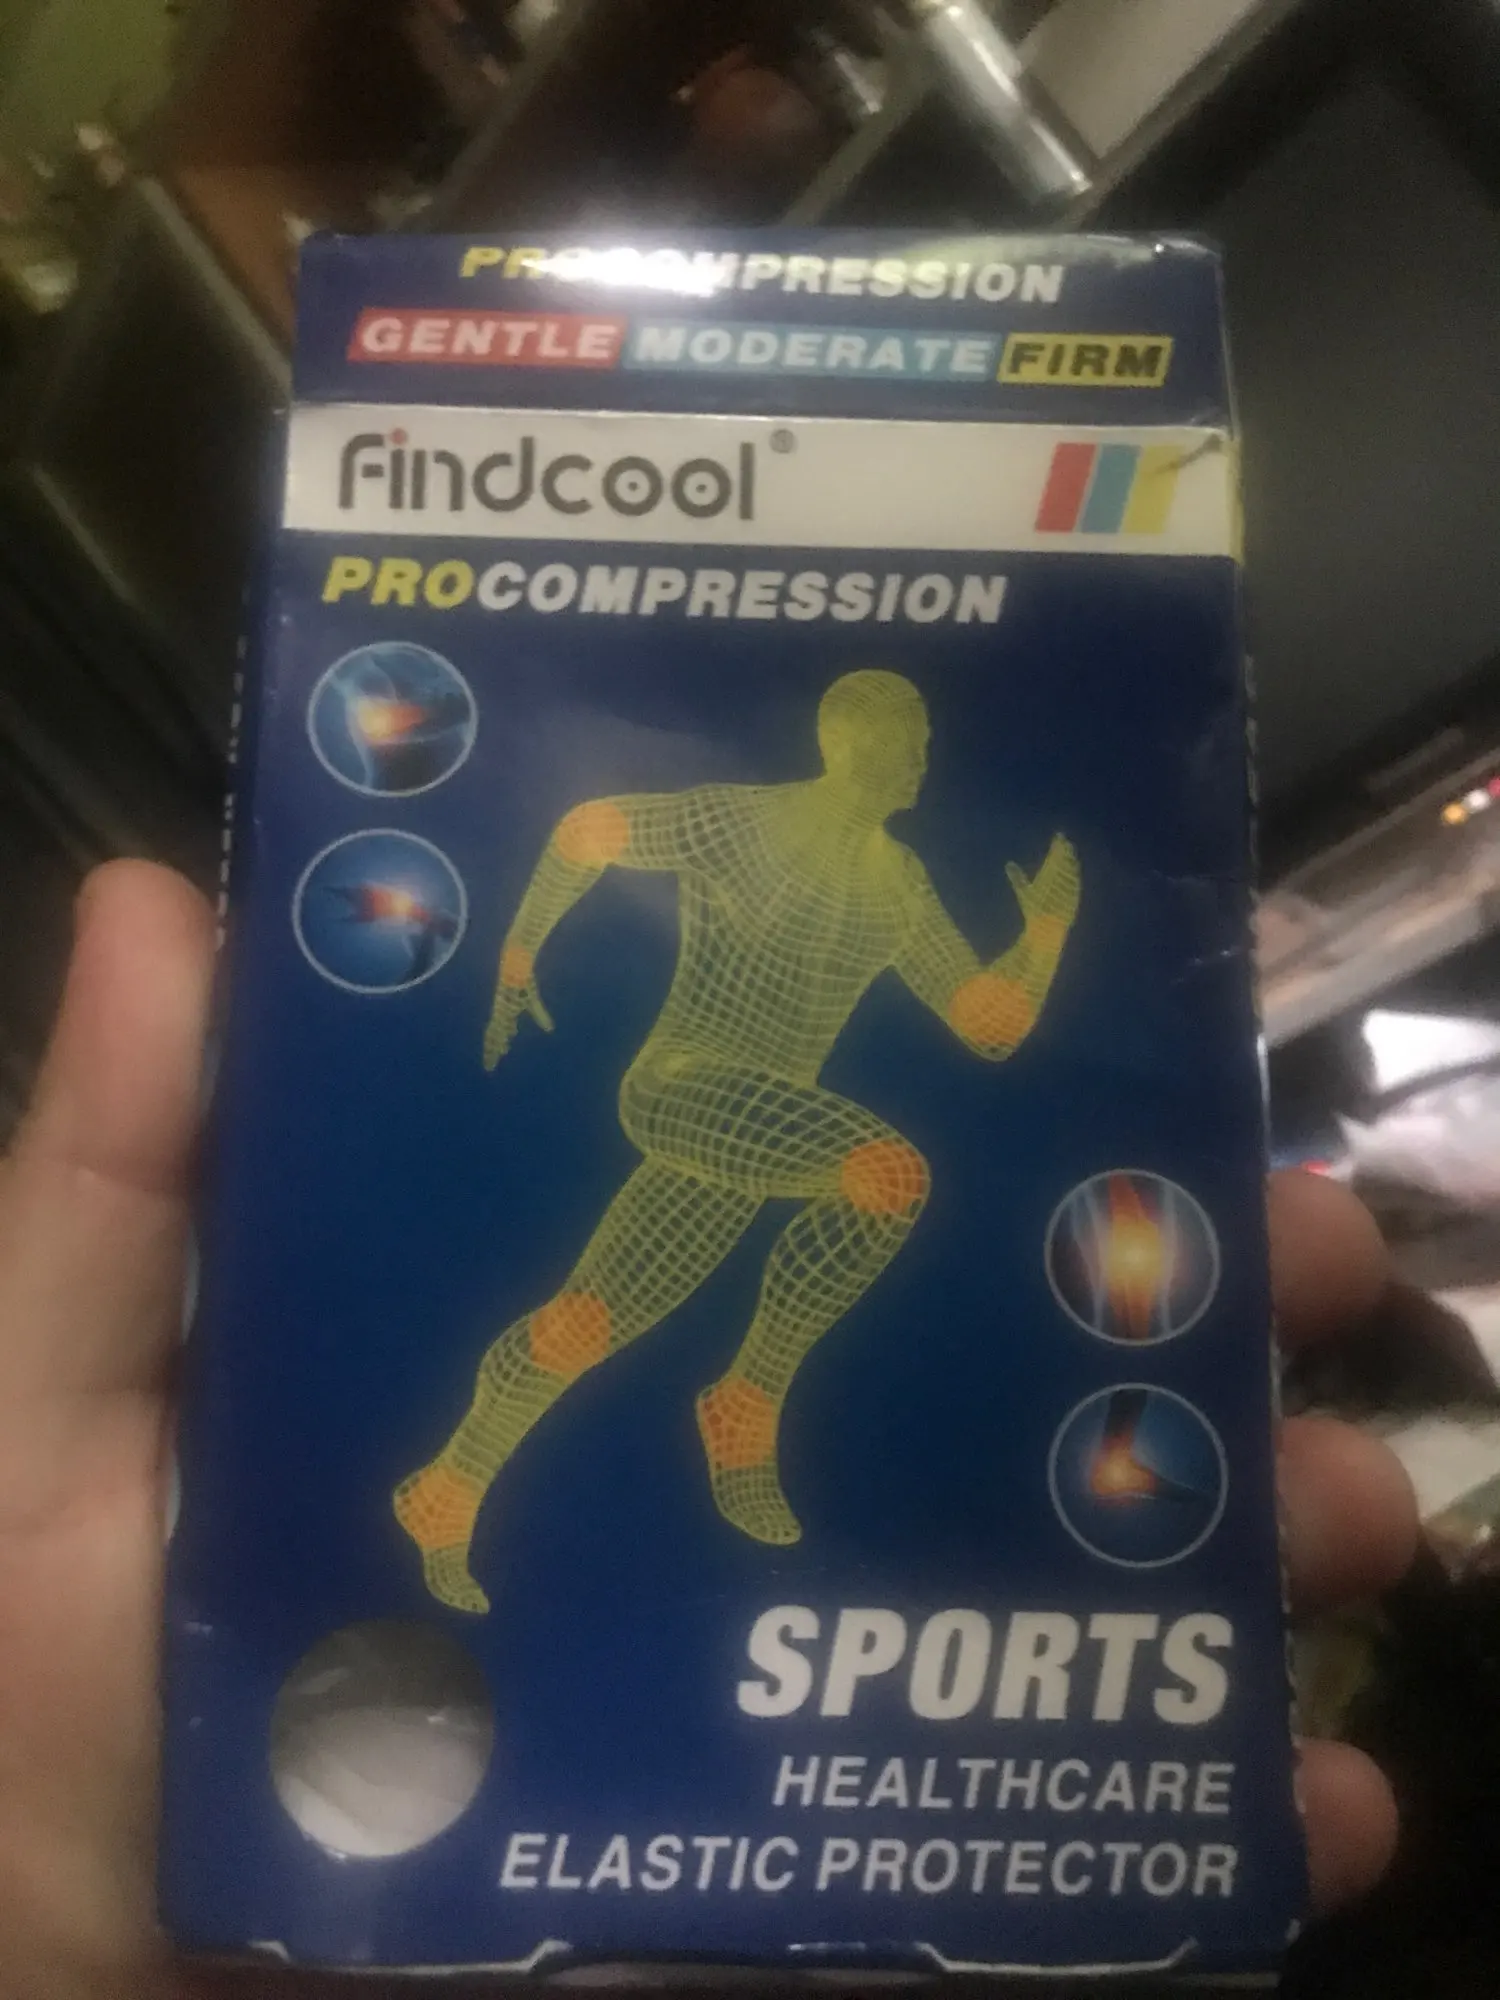 PROCOMPRESSION
GENTLE MODERATE FIRM
findcool®
PROCOMPRESSION
SPORTS
HEALTHCARE
ELASTIC PROTECTOR